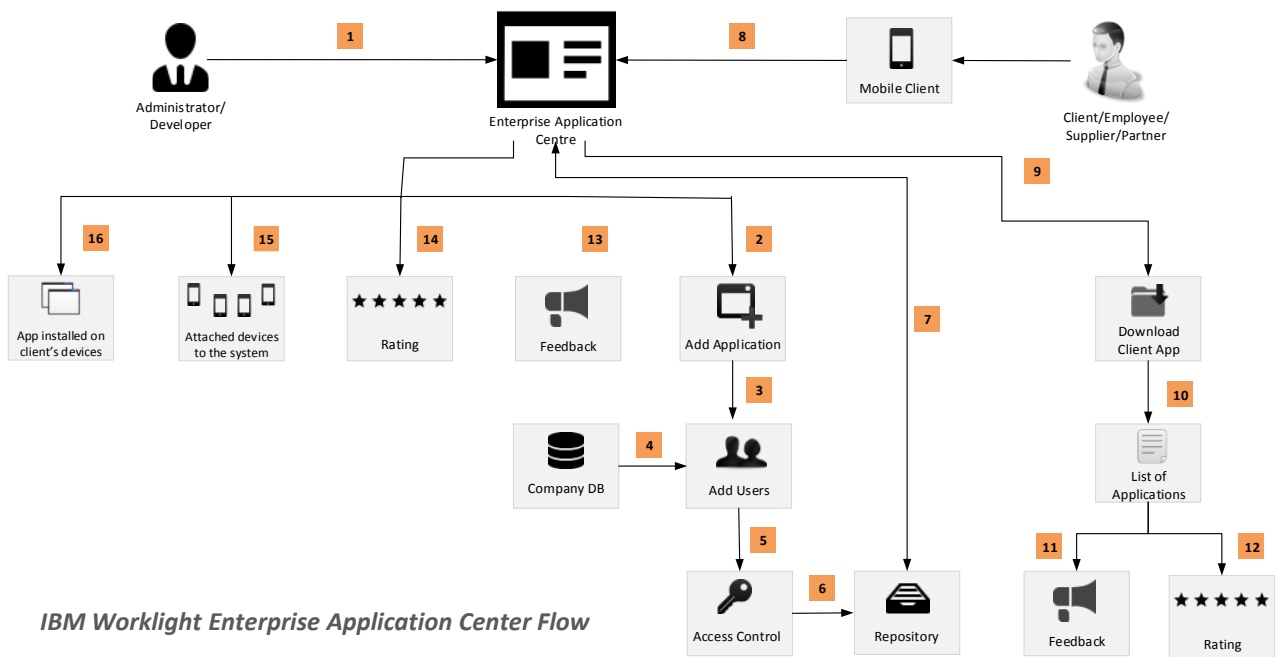 1
8
Mobile Client
Administrator/
Developer
Enterprise Application
Centre
Client/Employee/
Supplier/Partner
9
16
15
14
13
2
7
App installed on
client's devices
Attached devices
to the system
Rating
Feedback
Add Application
Download
Client App
3
10
4
Company DB
Add Users
List of
Applications
5
11
12
6
Access Control
Repository
Feedback
Rating
IBM Worklight Enterprise Application Center Flow